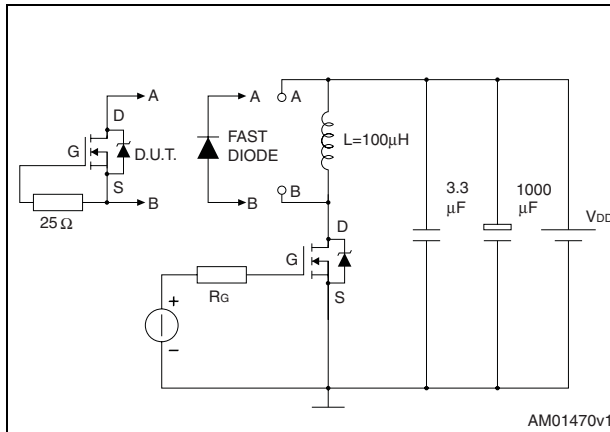 A
D
G
D.U.T.
S
B
25 Ω
A
FAST
DIODE
B
A
B
L=100μH
D
G
S
RG
+
–
3.3
μF
1000
μF
VDD
AM01470v1